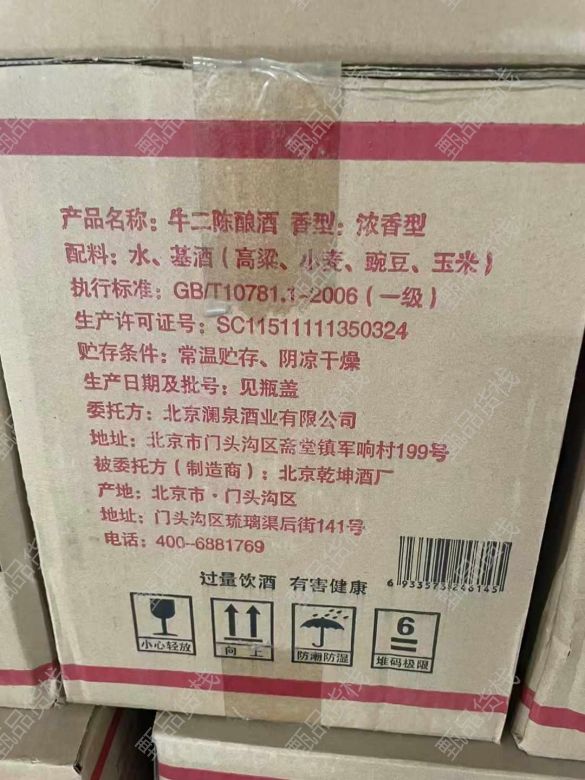 产品名称：牛二陈酿酒 香型：浓香型
配料：水、基酒（高粱、小麦、豌豆、玉米）
执行标准：GB/T10781.1-2006（一级）
生产许可证号：SC11511111350324
贮存条件：常温贮存、阴凉干燥
生产日期及批号：见瓶盖
委托方：北京澜泉酒业有限公司
地址：北京市门头沟区斋堂镇军响村199号
被委托方（制造商）：北京乾坤酒厂
产地：北京市·门头沟区
地址：门头沟区琉璃渠后街141号
电话：400-6881769
6 933573 246145
过量饮酒 有害健康
6
小心轻放 向上 防潮防湿 堆码极限
甄品货栈